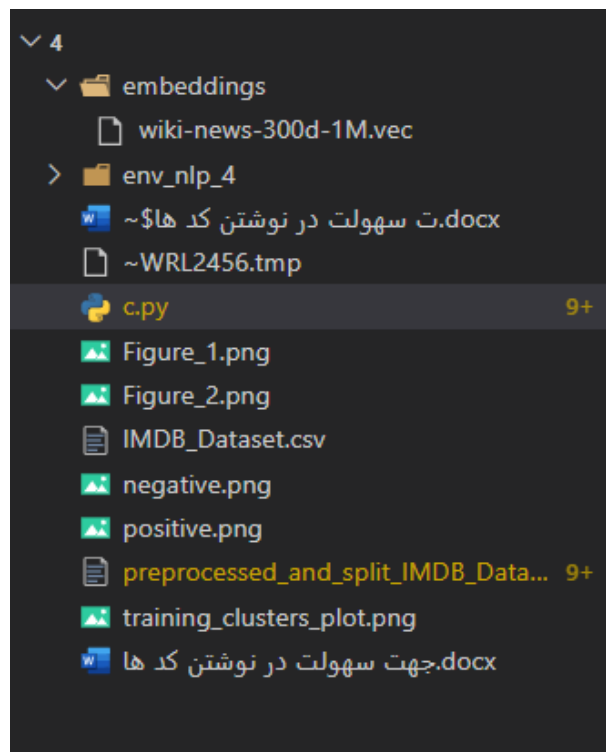 4
embeddings
wiki-news-300d-1M.vec
env_nlp_4
~$ت سهولت در نوشتن کد ها.docx
~WRL2456.tmp
c.py 9+
Figure_1.png
Figure_2.png
IMDB_Dataset.csv
negative.png
positive.png
preprocessed_and_split_IMDB_Data... 9+
training_clusters_plot.png
جهت سهولت در نوشتن کد ها.docx